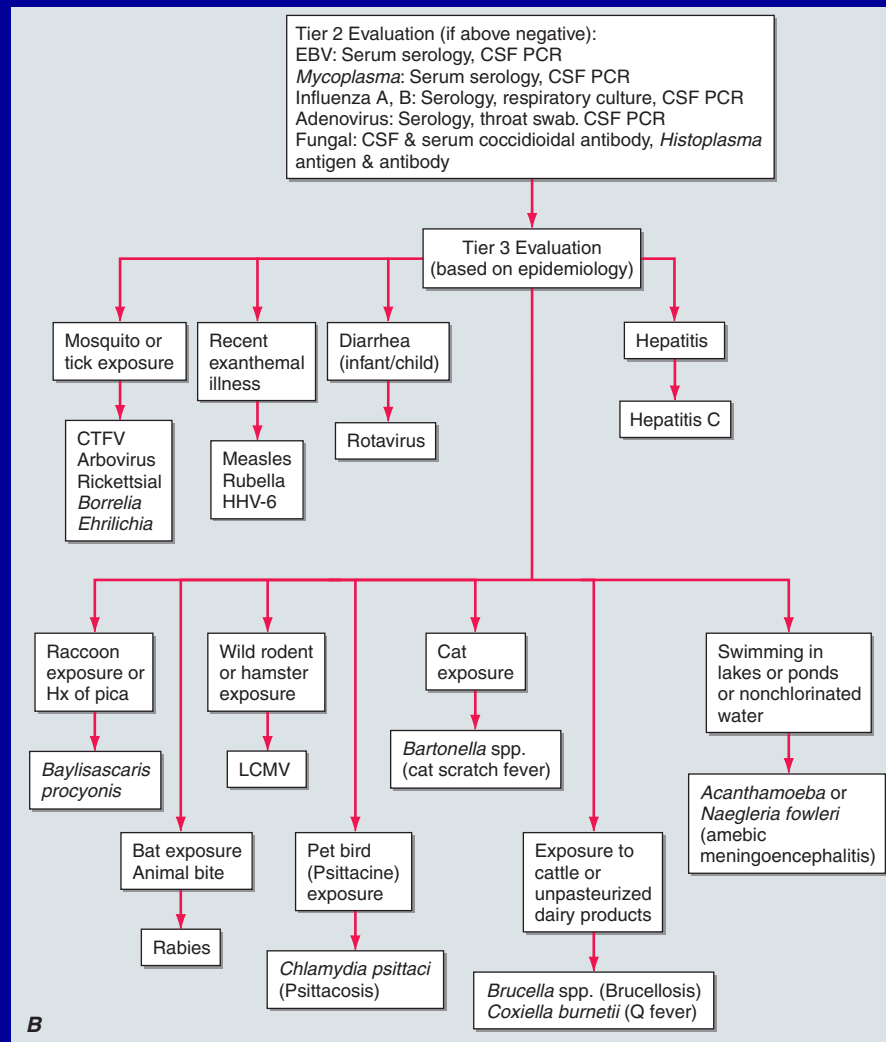 Tier 2 Evaluation (if above negative):
EBV: Serum serology, CSF PCR
Mycoplasma: Serum serology, CSF PCR
Influenza A, B: Serology, respiratory culture, CSF PCR
Adenovirus: Serology, throat swab. CSF PCR
Fungal: CSF & serum coccidioidal antibody, Histoplasma
antigen & antibody
Tier 3 Evaluation
(based on epidemiology)
Mosquito or
tick exposure
Recent
exanthemal
illness
Diarrhea
(infant/child)
Hepatitis
CTFV
Arbovirus
Rickettsial
Borrelia
Ehrilichia
Measles
Rubella
HHV-6
Rotavirus
Hepatitis C
Raccoon
exposure or
Hx of pica
Wild rodent
or hamster
exposure
Cat
exposure
Swimming in
lakes or ponds
or nonchlorinated
water
Baylisascaris
procyonis
LCMV
Bartonella spp.
(cat scratch fever)
Acanthamoeba or
Naegleria fowleri
(amebic
meningoencephalitis)
Bat exposure
Animal bite
Pet bird
(Psittacine)
exposure
Exposure to
cattle or
unpasteurized
dairy products
Rabies
Chlamydia psittaci
(Psittacosis)
Brucella spp. (Brucellosis)
Coxiella burnetii (Q fever)
B